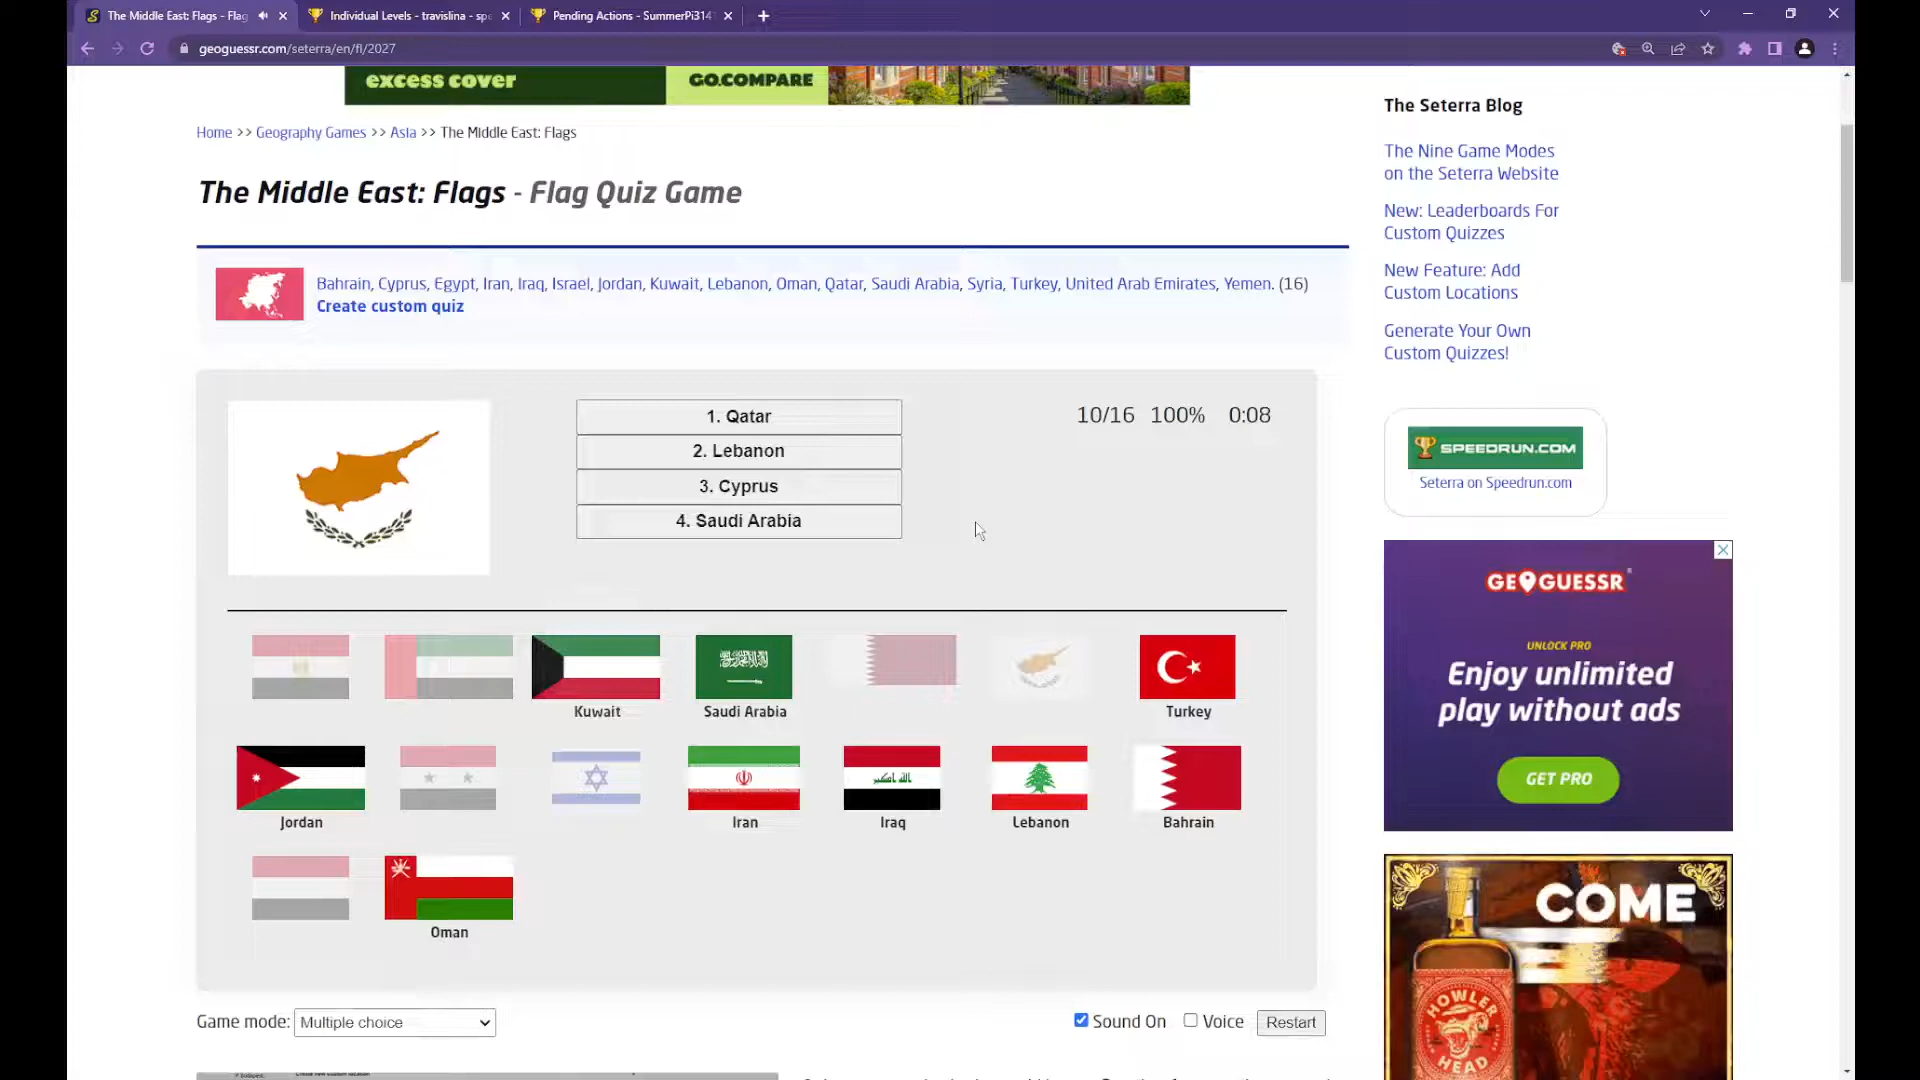 The Middle East: Flags - Flag
Individual Levels - travislina - spe
Pending Actions - SummerPi314
geoguessr.com/seterra/en/fl/2027
excess cover
GO.COMPARE
Home >> Geography Games >> Asia >> The Middle East: Flags
The Middle East: Flags - Flag Quiz Game
Bahrain, Cyprus, Egypt, Iran, Iraq, Israel, Jordan, Kuwait, Lebanon, Oman, Qatar, Saudi Arabia, Syria, Turkey, United Arab Emirates, Yemen. (16)
Create custom quiz
1. Qatar
2. Lebanon
3. Cyprus
4. Saudi Arabia
10/16 100% 0:08
Kuwait
Saudi Arabia
Turkey
Jordan
Iran
Iraq
Lebanon
Bahrain
Oman
Game mode: Multiple choice
Sound On
Voice
Restart
The Seterra Blog
The Nine Game Modes
on the Seterra Website
New: Leaderboards For
Custom Quizzes
New Feature: Add
Custom Locations
Generate Your Own
Custom Quizzes!
SPEEDRUN.COM
Seterra on Speedrun.com
GEOGUESSR
UNLOCK PRO
Enjoy unlimited
play without ads
GET PRO
COME
HOWLER
HEAD